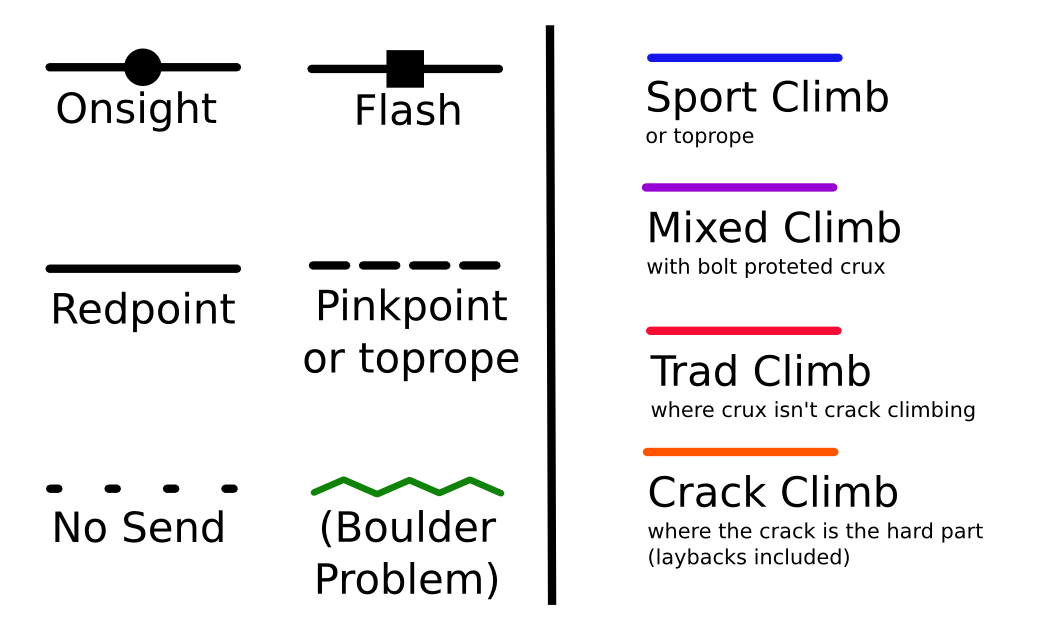 Onsight
Flash
Redpoint
Pinkpoint
or toprope
No Send
(Boulder
Problem)
Sport Climb
or toprope
Mixed Climb
with bolt proteted crux
Trad Climb
where crux isn't crack climbing
Crack Climb
where the crack is the hard part
(laybacks included)